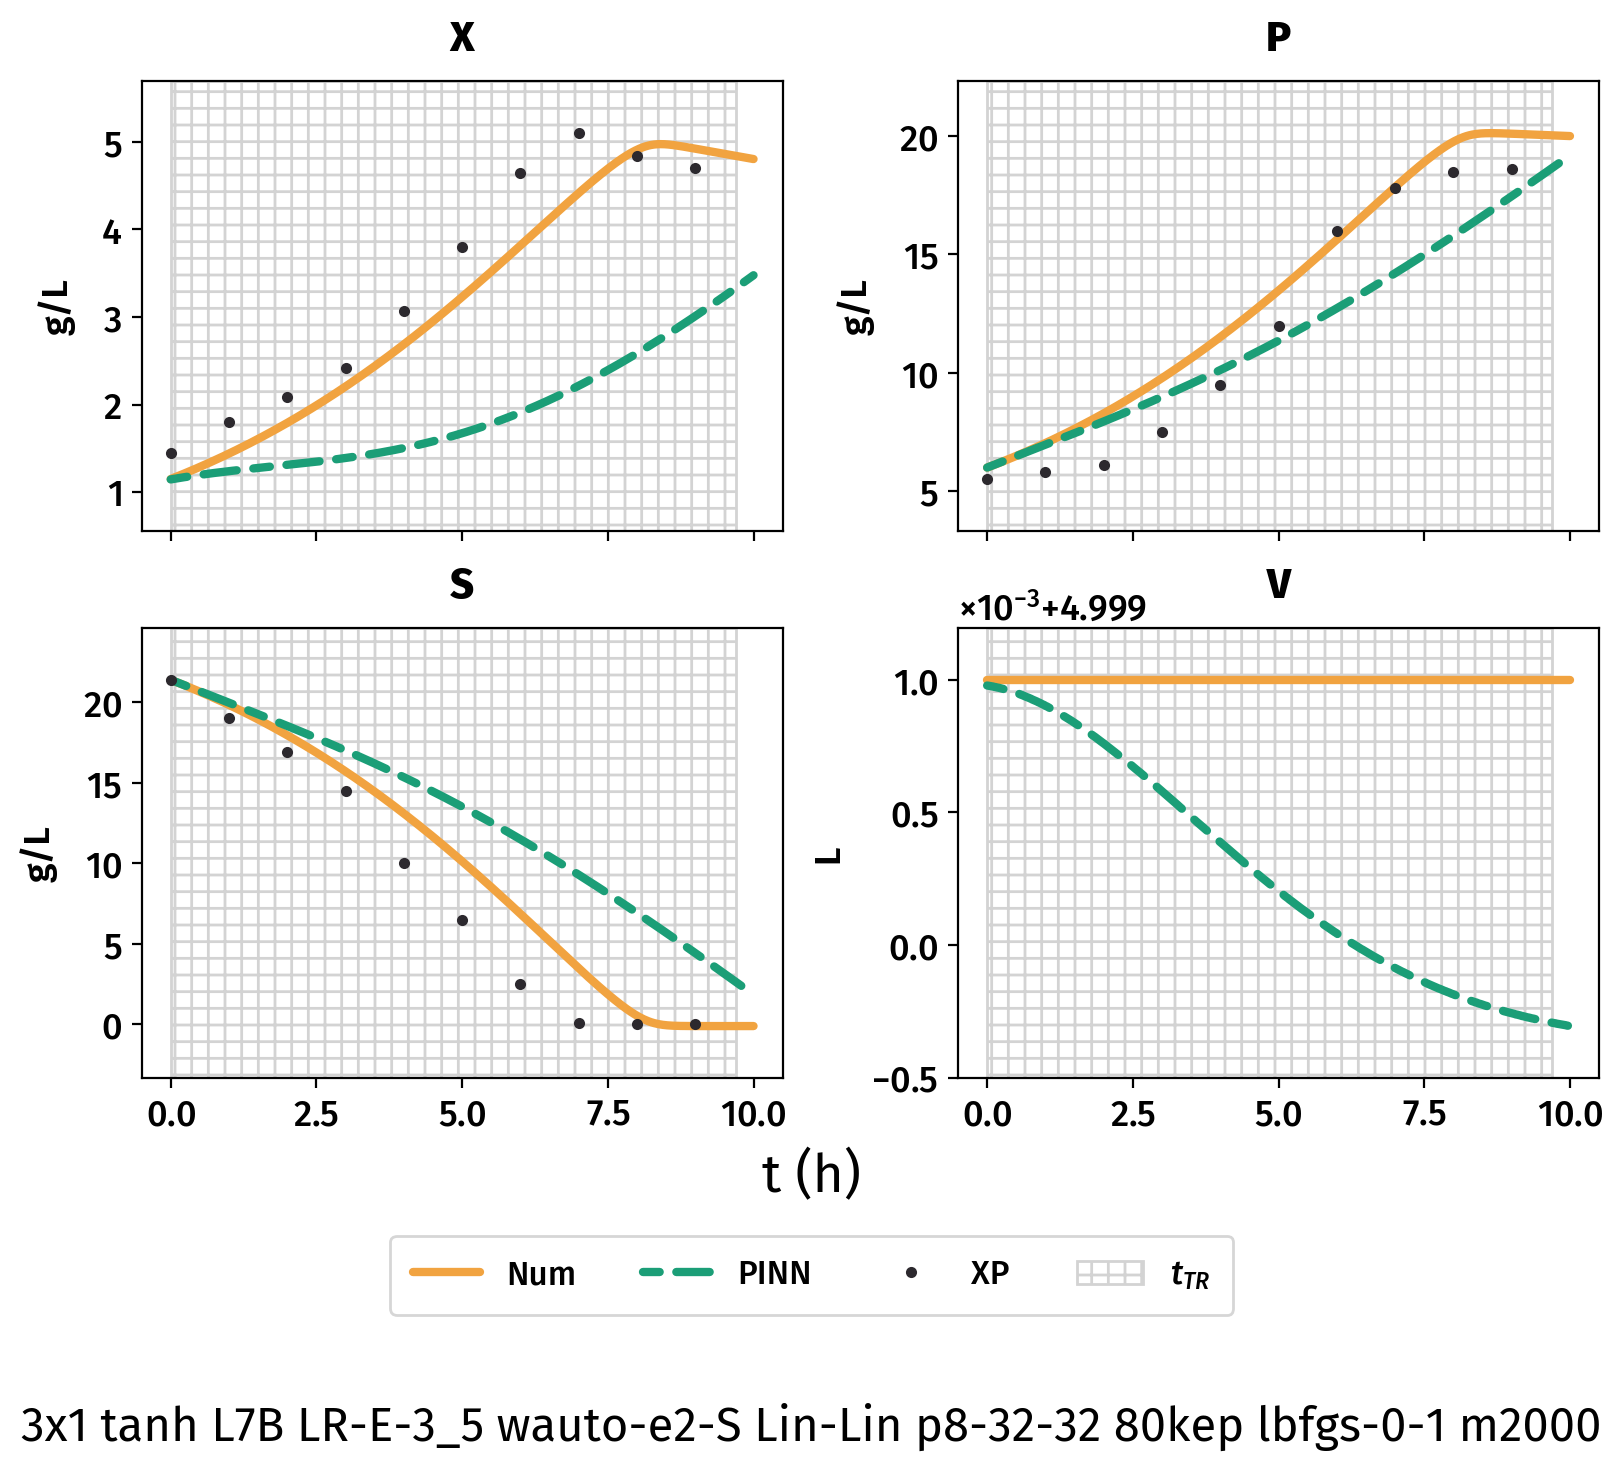 X
P
5
4
3
2
1
g/L
20
15
10
5
g/L
S
V
×10⁻³+4.999
20
15
10
5
0
g/L
1.0
0.5
0.0
−0.5
L
0.0 2.5 5.0 7.5 10.0
0.0 2.5 5.0 7.5 10.0
t (h)
Num PINN XP tTR
3x1 tanh L7B LR-E-3_5 wauto-e2-S Lin-Lin p8-32-32 80kep lbfgs-0-1 m2000